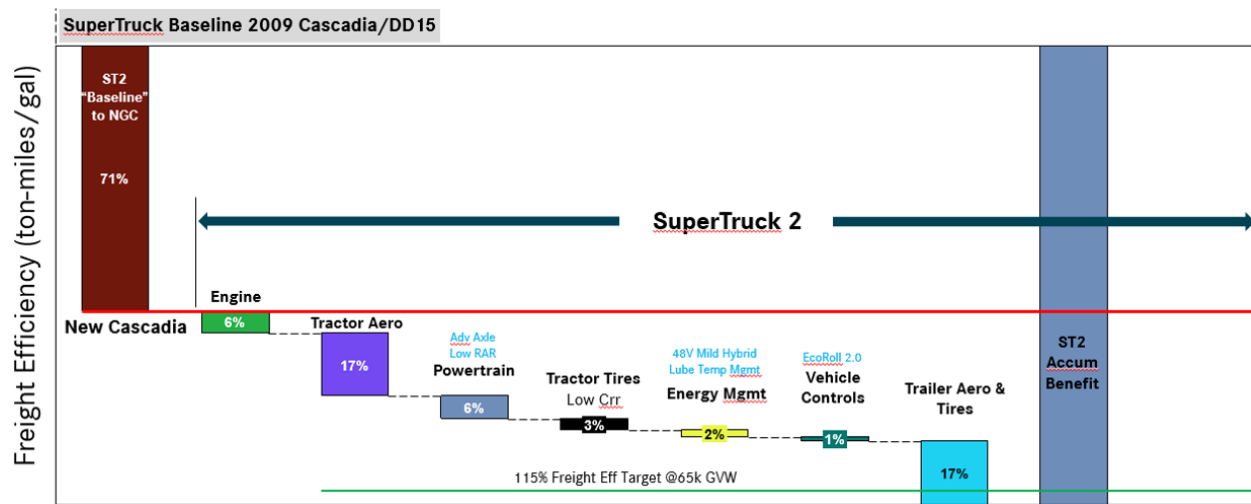 SuperTruck Baseline 2009 Cascadia/DD15
Freight Efficiency (ton-miles/gal)
ST2
"Baseline"
to NGC
71%
SuperTruck 2
New Cascadia
Engine
6%
Tractor Aero
17%
Adv Axle
Low RAR
Powertrain
6%
Tractor Tires
Low Crr
3%
48V Mild Hybrid
Lube Temp Mgmt
Energy Mgmt
2%
EcoRoll 2.0
Vehicle
Controls
1%
Trailer Aero &
Tires
17%
ST2
Accum
Benefit
115% Freight Eff Target @65k GVW